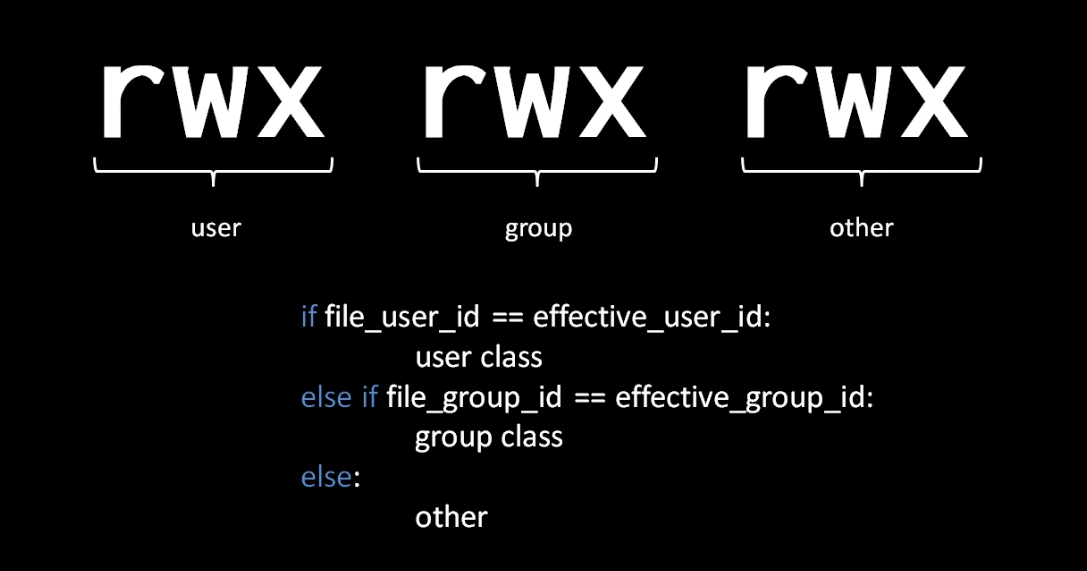 rwx rwx rwx
user group other
if file_user_id == effective_user_id:
user class
else if file_group_id == effective_group_id:
group class
else:
other